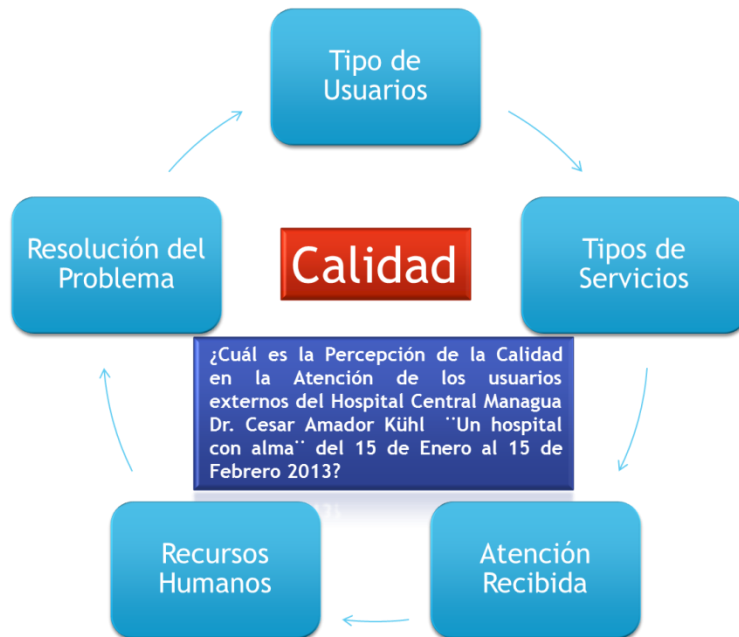 Tipo de
Usuarios
Resolución del
Problema
Calidad
Tipos de
Servicios
¿Cuál es la Percepción de la Calidad
en la Atención de los usuarios
externos del Hospital Central Managua
Dr. Cesar Amador Kühl ¨Un hospital
con alma¨ del 15 de Enero al 15 de
Febrero 2013?
Recursos
Humanos
Atención
Recibida